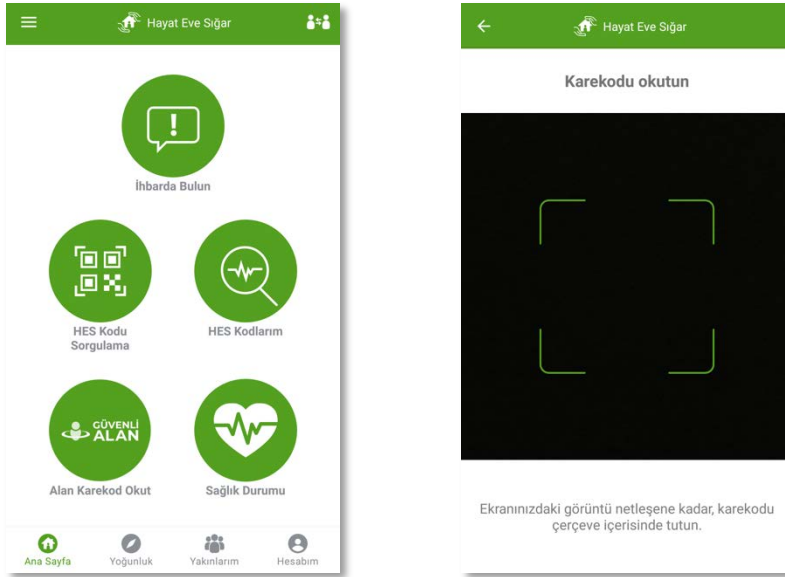 Hayat Eve Sığar
İhbarda Bulun
HES Kodu
Sorgulama
HES Kodlarım
GÜVENLİ
ALAN
Alan Karekod Okut
Sağlık Durumu
Ana Sayfa
Yoğunluk
Yakınlarım
Hesabım
Hayat Eve Sığar
Karekodu okutun
Ekranınızdaki görüntü netleşene kadar, karekodu
çerçeve içerisinde tutun.